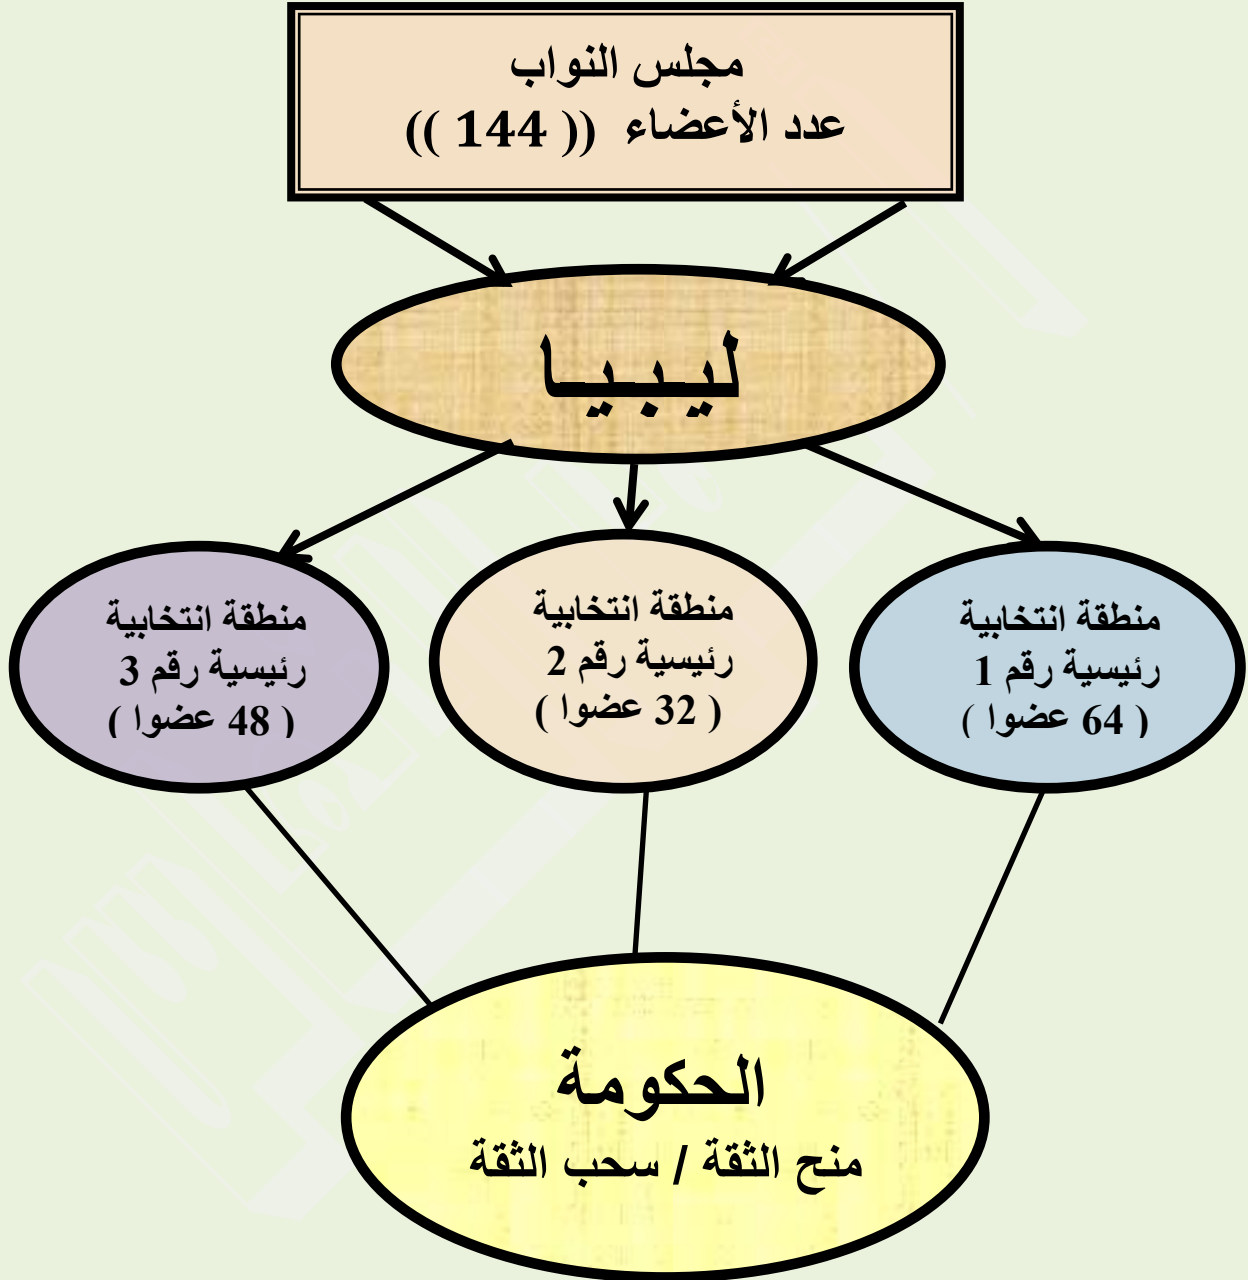 مجلس النواب
عدد الأعضاء (( 144 ))
ليـبـيـا
منطقة انتخابية
رئيسية رقم 1
( 64 عضوا )
منطقة انتخابية
رئيسية رقم 2
( 32 عضوا )
منطقة انتخابية
رئيسية رقم 3
( 48 عضوا )
الحكومة
منح الثقة / سحب الثقة